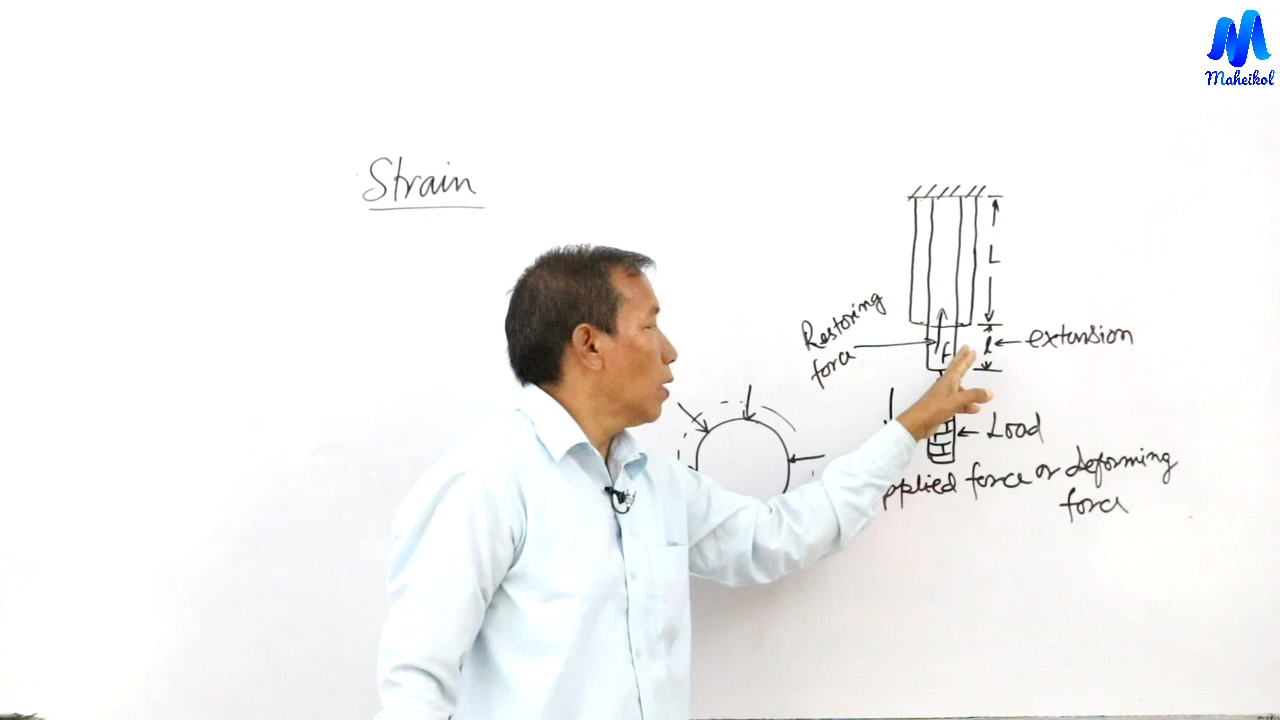 Maheikol
Strain
L
Restoring
force
f
l
extension
Load
pplied force or deforming
force